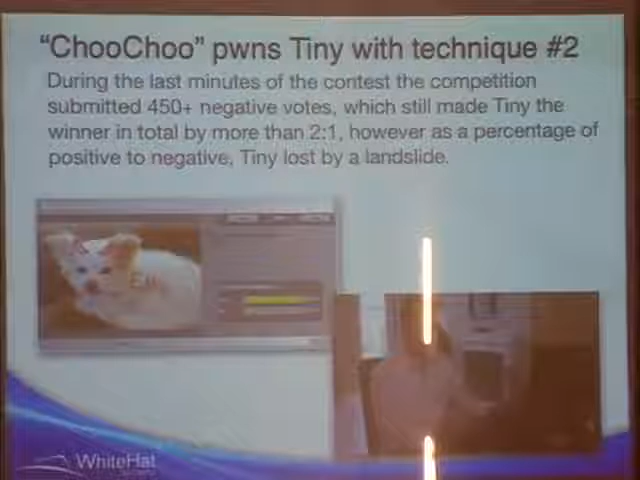 “ChooChoo” pwns Tiny with technique #2
During the last minutes of the contest the competition
submitted 450+ negative votes, which still made Tiny the
winner in total by more than 2:1, however as a percentage of
positive to negative, Tiny lost by a landslide.
WhiteHat